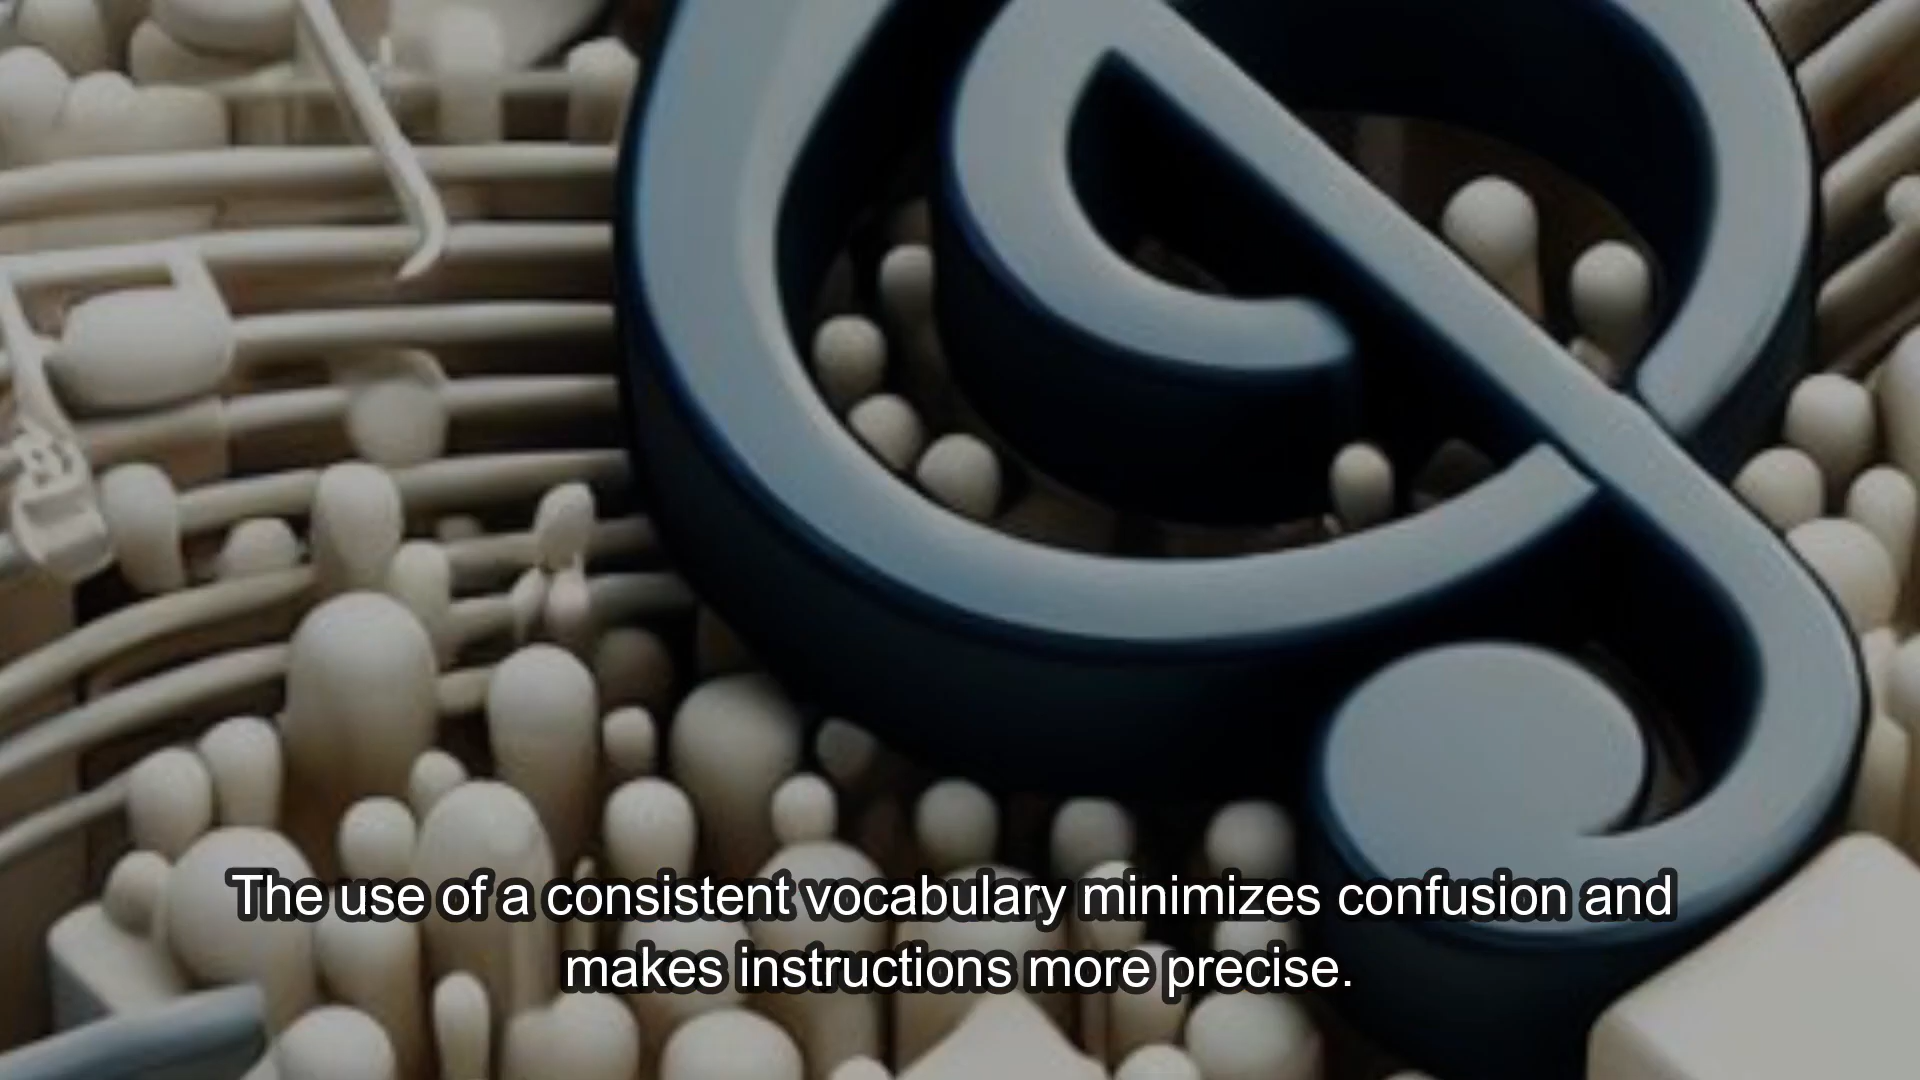 The use of a consistent vocabulary minimizes confusion and
makes instructions more precise.